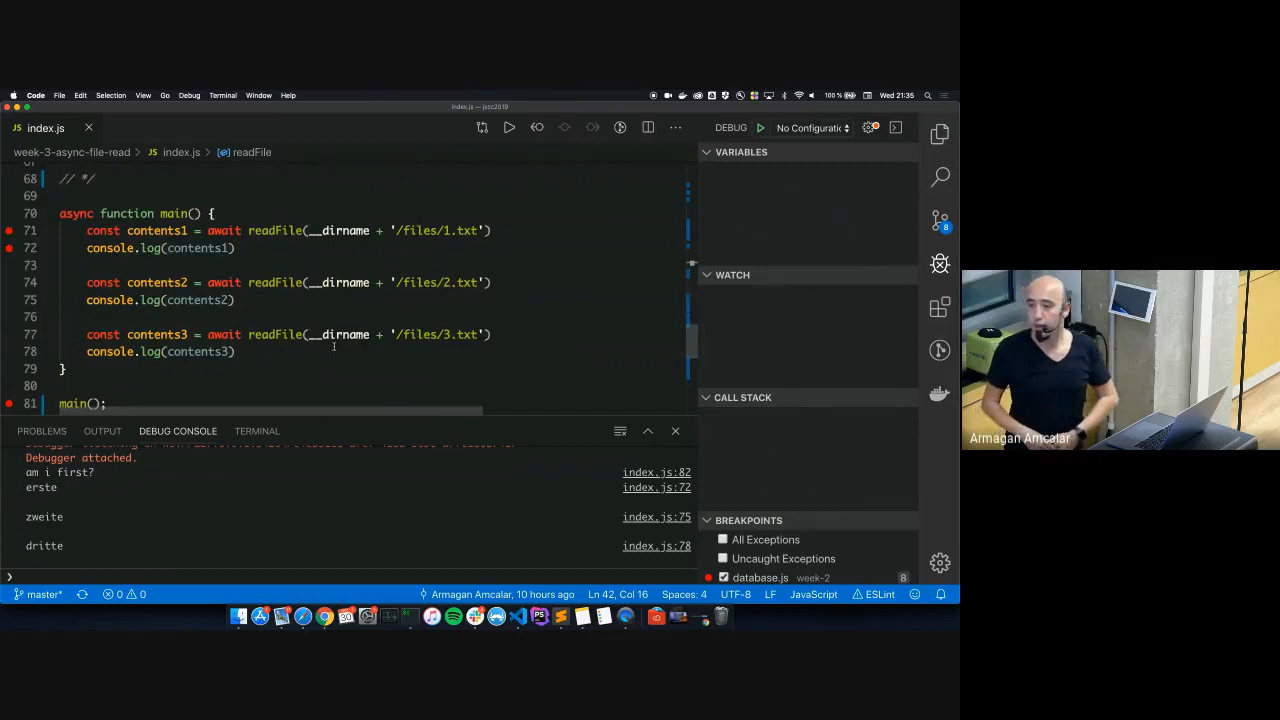 Code File Edit Selection View Go Debug Terminal Window Help 100 % Wed 21:35
index.js — jscc2019
JS index.js
DEBUG No Configuratic
week-3-async-file-read > JS index.js > readFile
VARIABLES
68 // */
69
70 async function main() {
71 const contents1 = await readFile(__dirname + '/files/1.txt')
72 console.log(contents1)
73
74 const contents2 = await readFile(__dirname + '/files/2.txt')
75 console.log(contents2)
76
77 const contents3 = await readFile(__dirname + '/files/3.txt')
78 console.log(contents3)
79 }
80
81 main();
WATCH
8
CALL STACK
PROBLEMS OUTPUT DEBUG CONSOLE TERMINAL
Debugger attached.
am i first? index.js:82
erste index.js:72
zweite index.js:75
dritte index.js:78
BREAKPOINTS
All Exceptions
Uncaught Exceptions
database.js week-2 8
master* 0 0 Armagan Amcalar, 10 hours ago Ln 42, Col 16 Spaces: 4 UTF-8 LF JavaScript ESLint
Armagan Amcalar